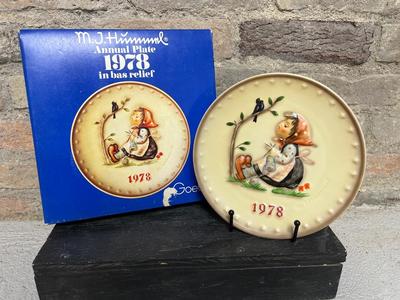 M.J.Hummel
Annual Plate
1978
in bas relief
1978
Goe
1978